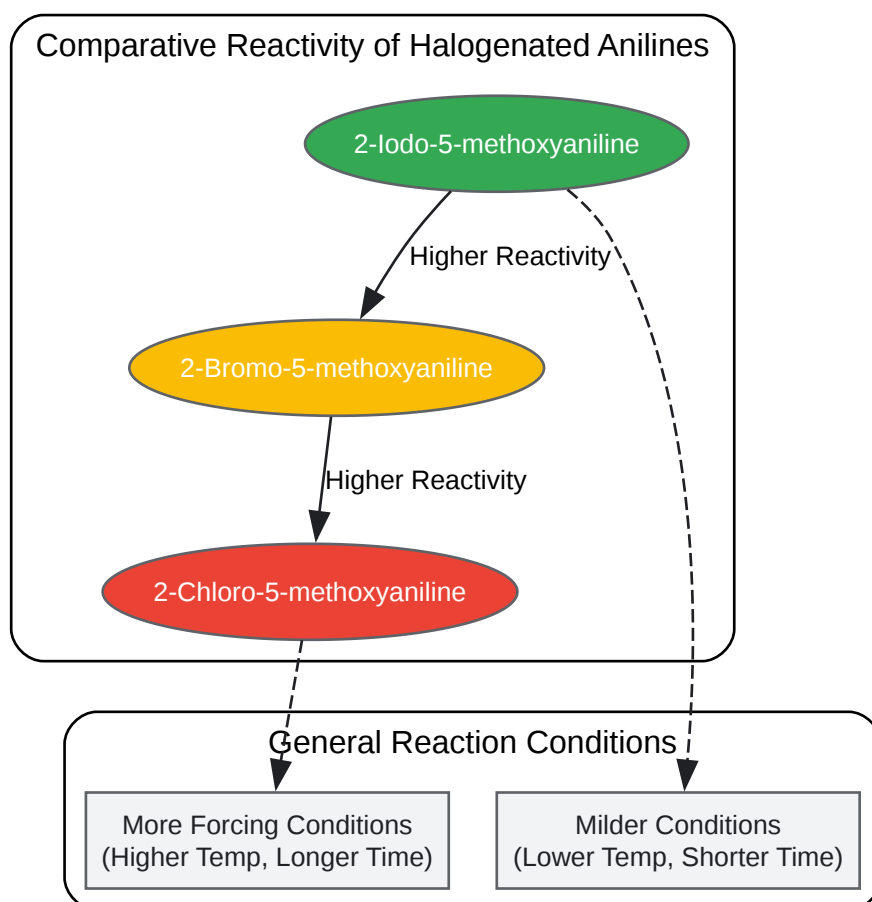 Comparative Reactivity of Halogenated Anilines
2-Iodo-5-methoxyaniline
Higher Reactivity
2-Bromo-5-methoxyaniline
Higher Reactivity
2-Chloro-5-methoxyaniline
General Reaction Conditions
More Forcing Conditions
(Higher Temp, Longer Time)
Milder Conditions
(Lower Temp, Shorter Time)